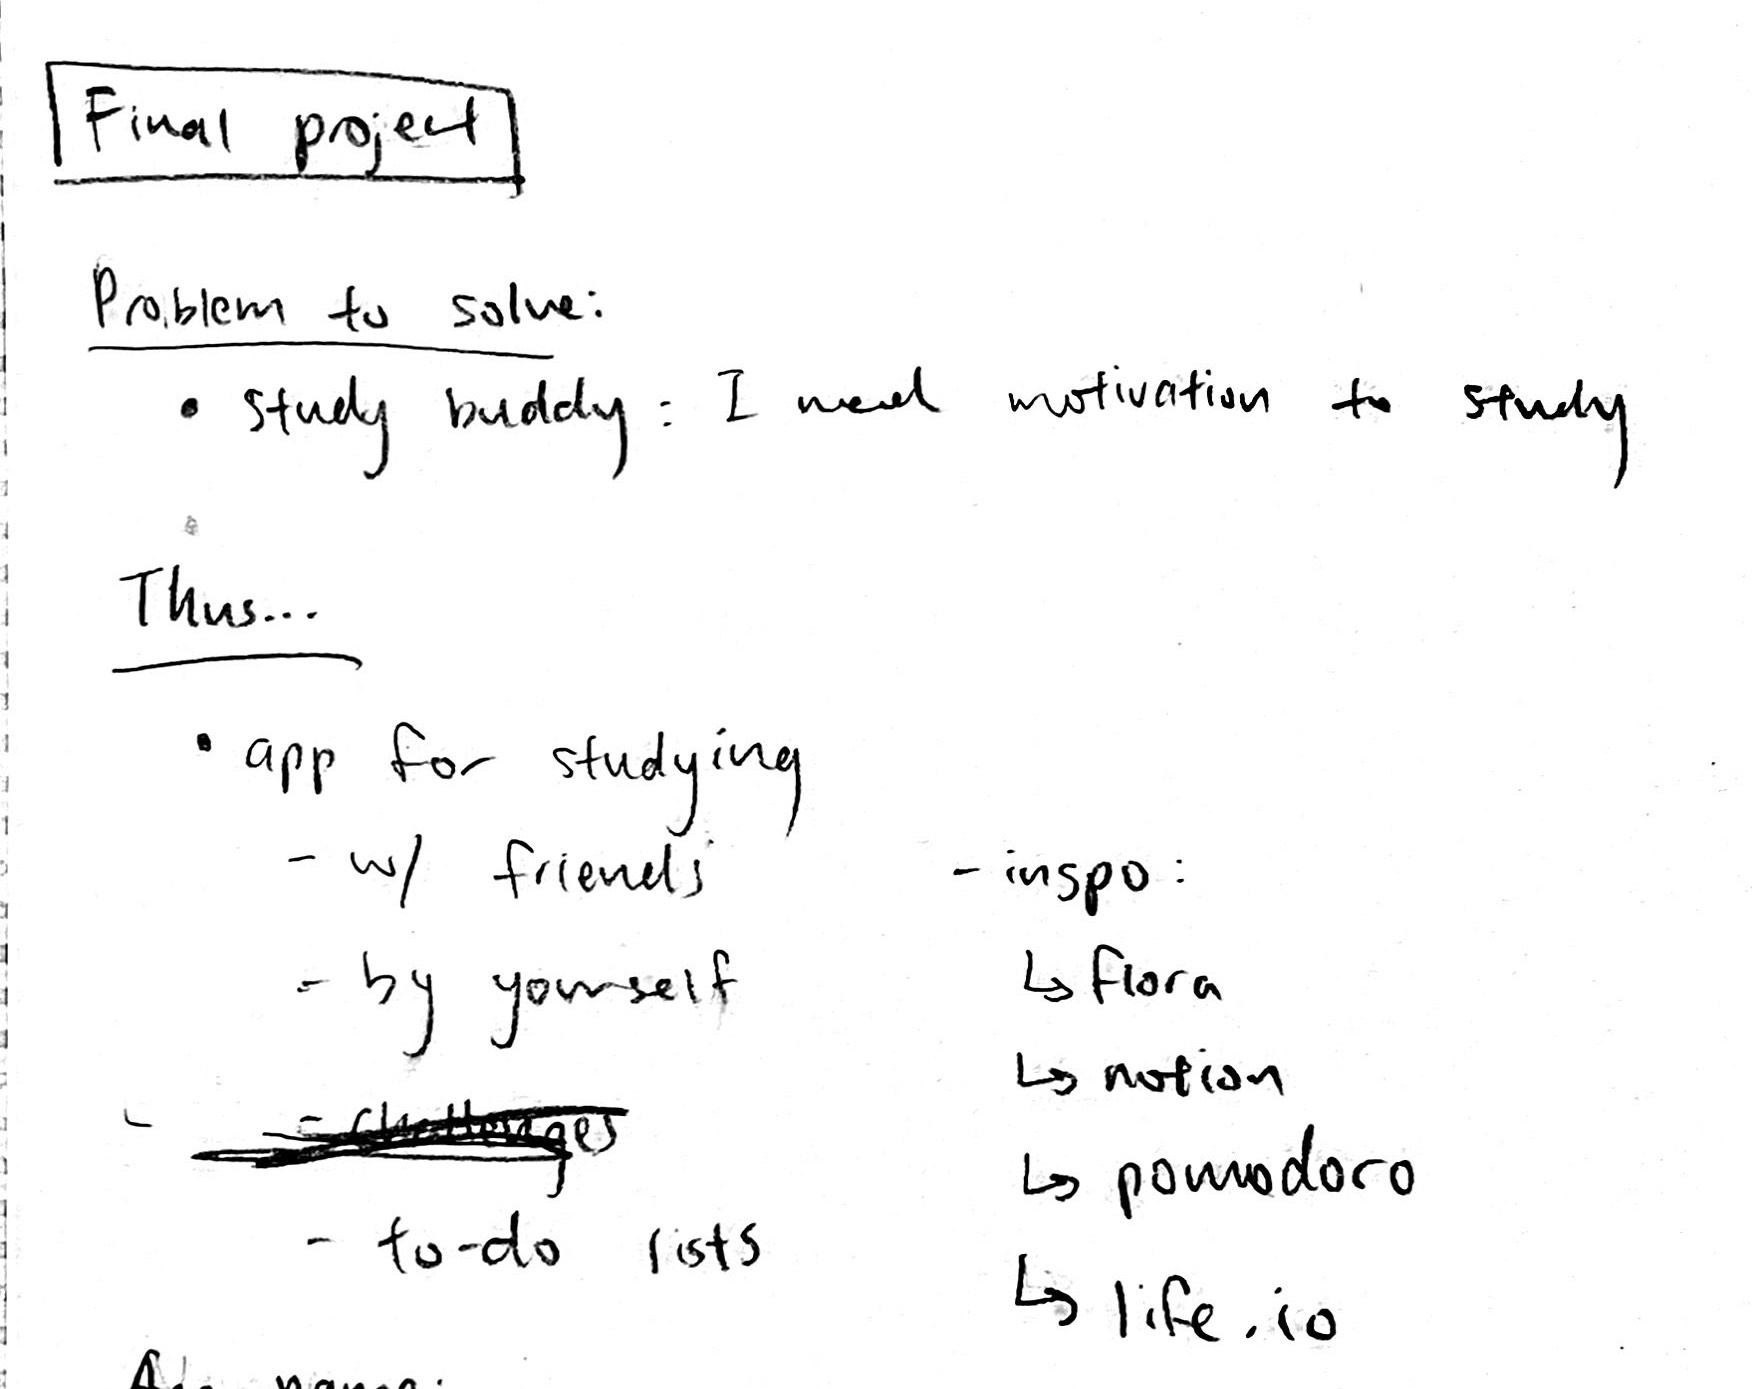 Final project
Problem to solve:
• study buddy: I need motivation to study
Thus...
• app for studying
- w/ friends
- by yourself
- challenges
- to-do lists
- inspo:
↳ flora
↳ notion
↳ pomodoro
↳ life.io
App name: